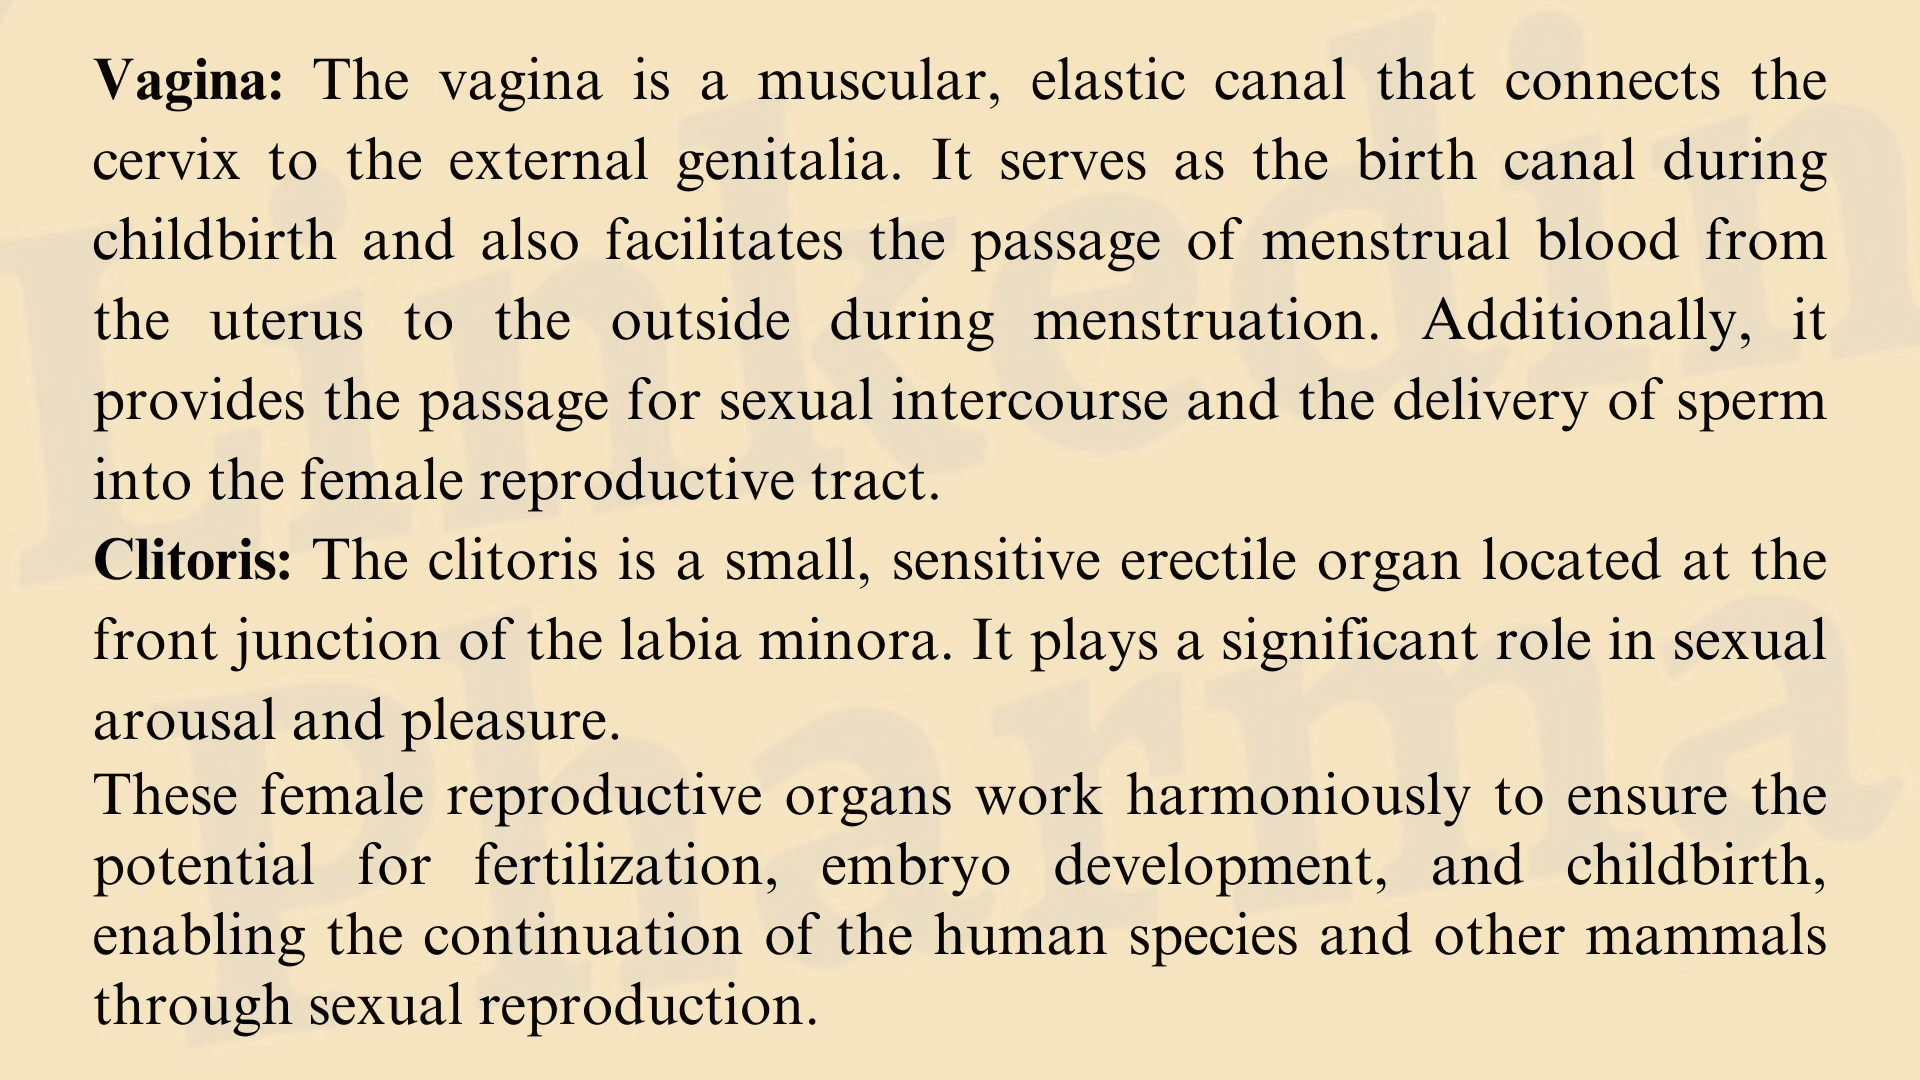 Vagina: The vagina is a muscular, elastic canal that connects the
cervix to the external genitalia. It serves as the birth canal during
childbirth and also facilitates the passage of menstrual blood from
the uterus to the outside during menstruation. Additionally, it
provides the passage for sexual intercourse and the delivery of sperm
into the female reproductive tract.
Clitoris: The clitoris is a small, sensitive erectile organ located at the
front junction of the labia minora. It plays a significant role in sexual
arousal and pleasure.
These female reproductive organs work harmoniously to ensure the
potential for fertilization, embryo development, and childbirth,
enabling the continuation of the human species and other mammals
through sexual reproduction.
Linkedin
Pharma